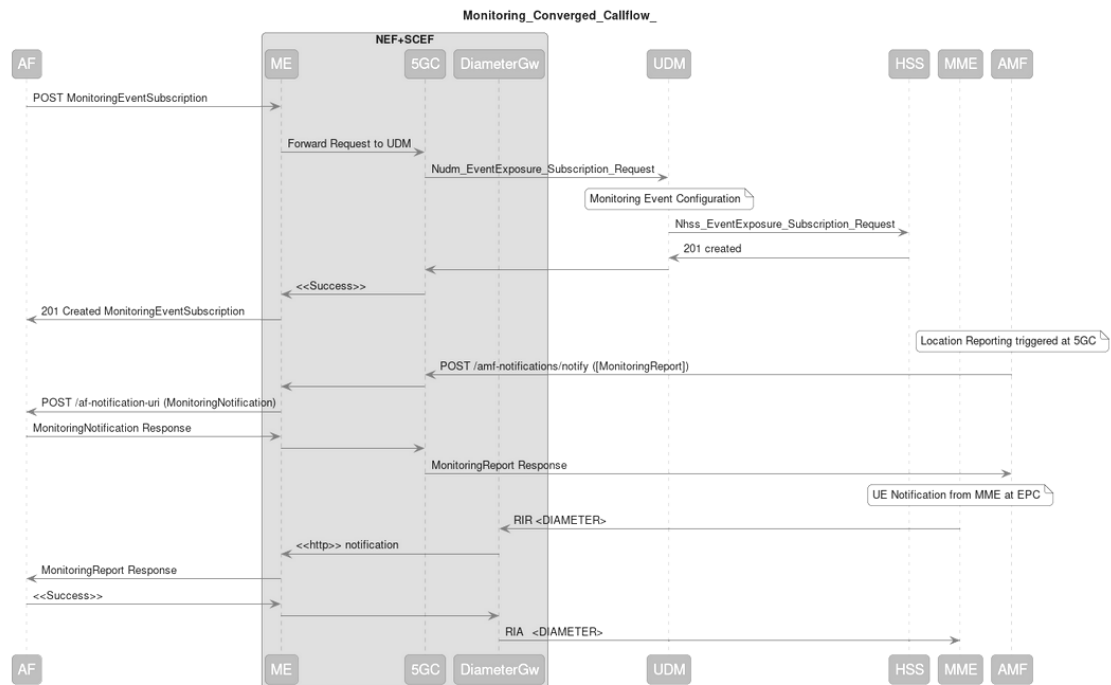 Monitoring_Converged_Callflow_
NEF+SCEF
AF ME 5GC DiameterGw UDM HSS MME AMF
POST MonitoringEventSubscription
Forward Request to UDM
Nudm_EventExposure_Subscription_Request
Monitoring Event Configuration
Nhss_EventExposure_Subscription_Request
201 created
<<Success>>
201 Created MonitoringEventSubscription
Location Reporting triggered at 5GC
POST /amf-notifications/notify ([MonitoringReport])
POST /af-notification-uri (MonitoringNotification)
MonitoringNotification Response
MonitoringReport Response
UE Notification from MME at EPC
RIR <DIAMETER>
<<http>> notification
MonitoringReport Response
<<Success>>
RIA <DIAMETER>
AF ME 5GC DiameterGw UDM HSS MME AMF